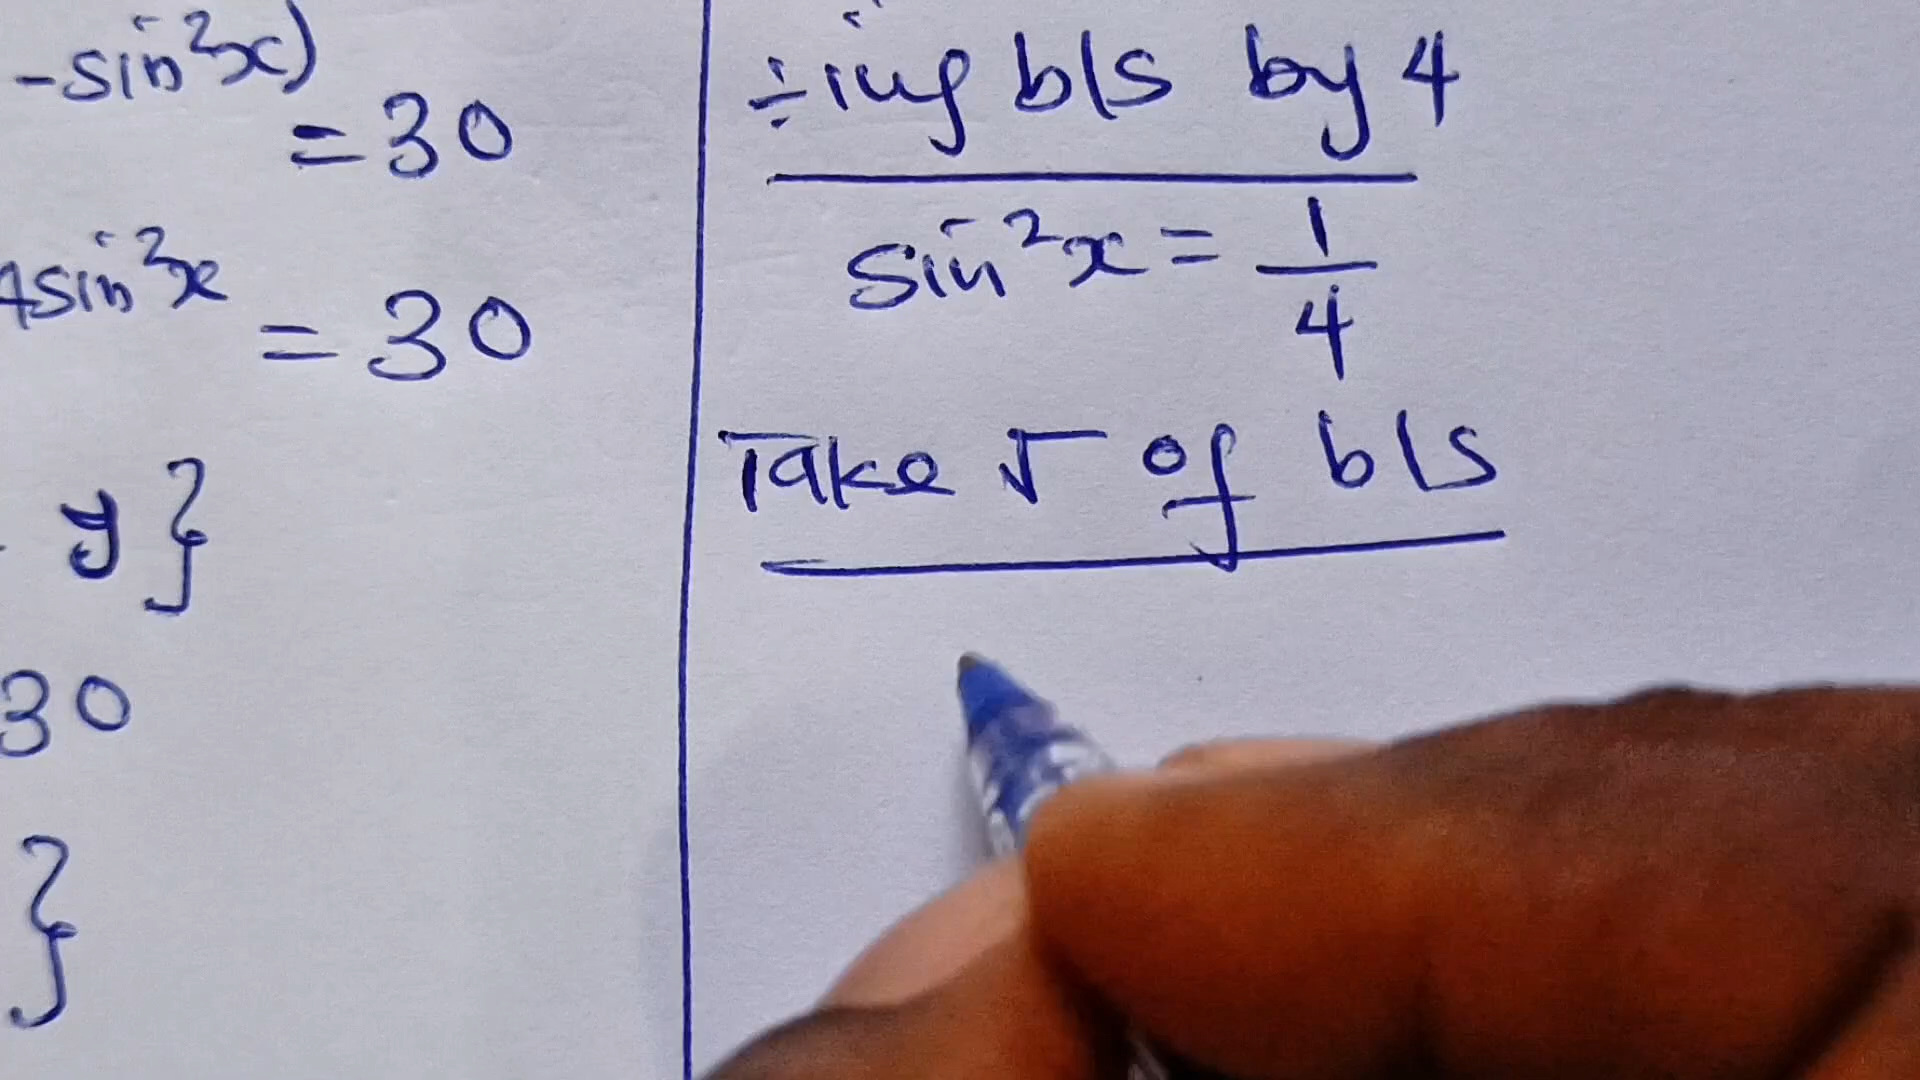 -sin²x)
= 30
4sin²x
= 30
y}
30
}
÷ing b/s by 4
sin²x = 1/4
Take √ of b/s